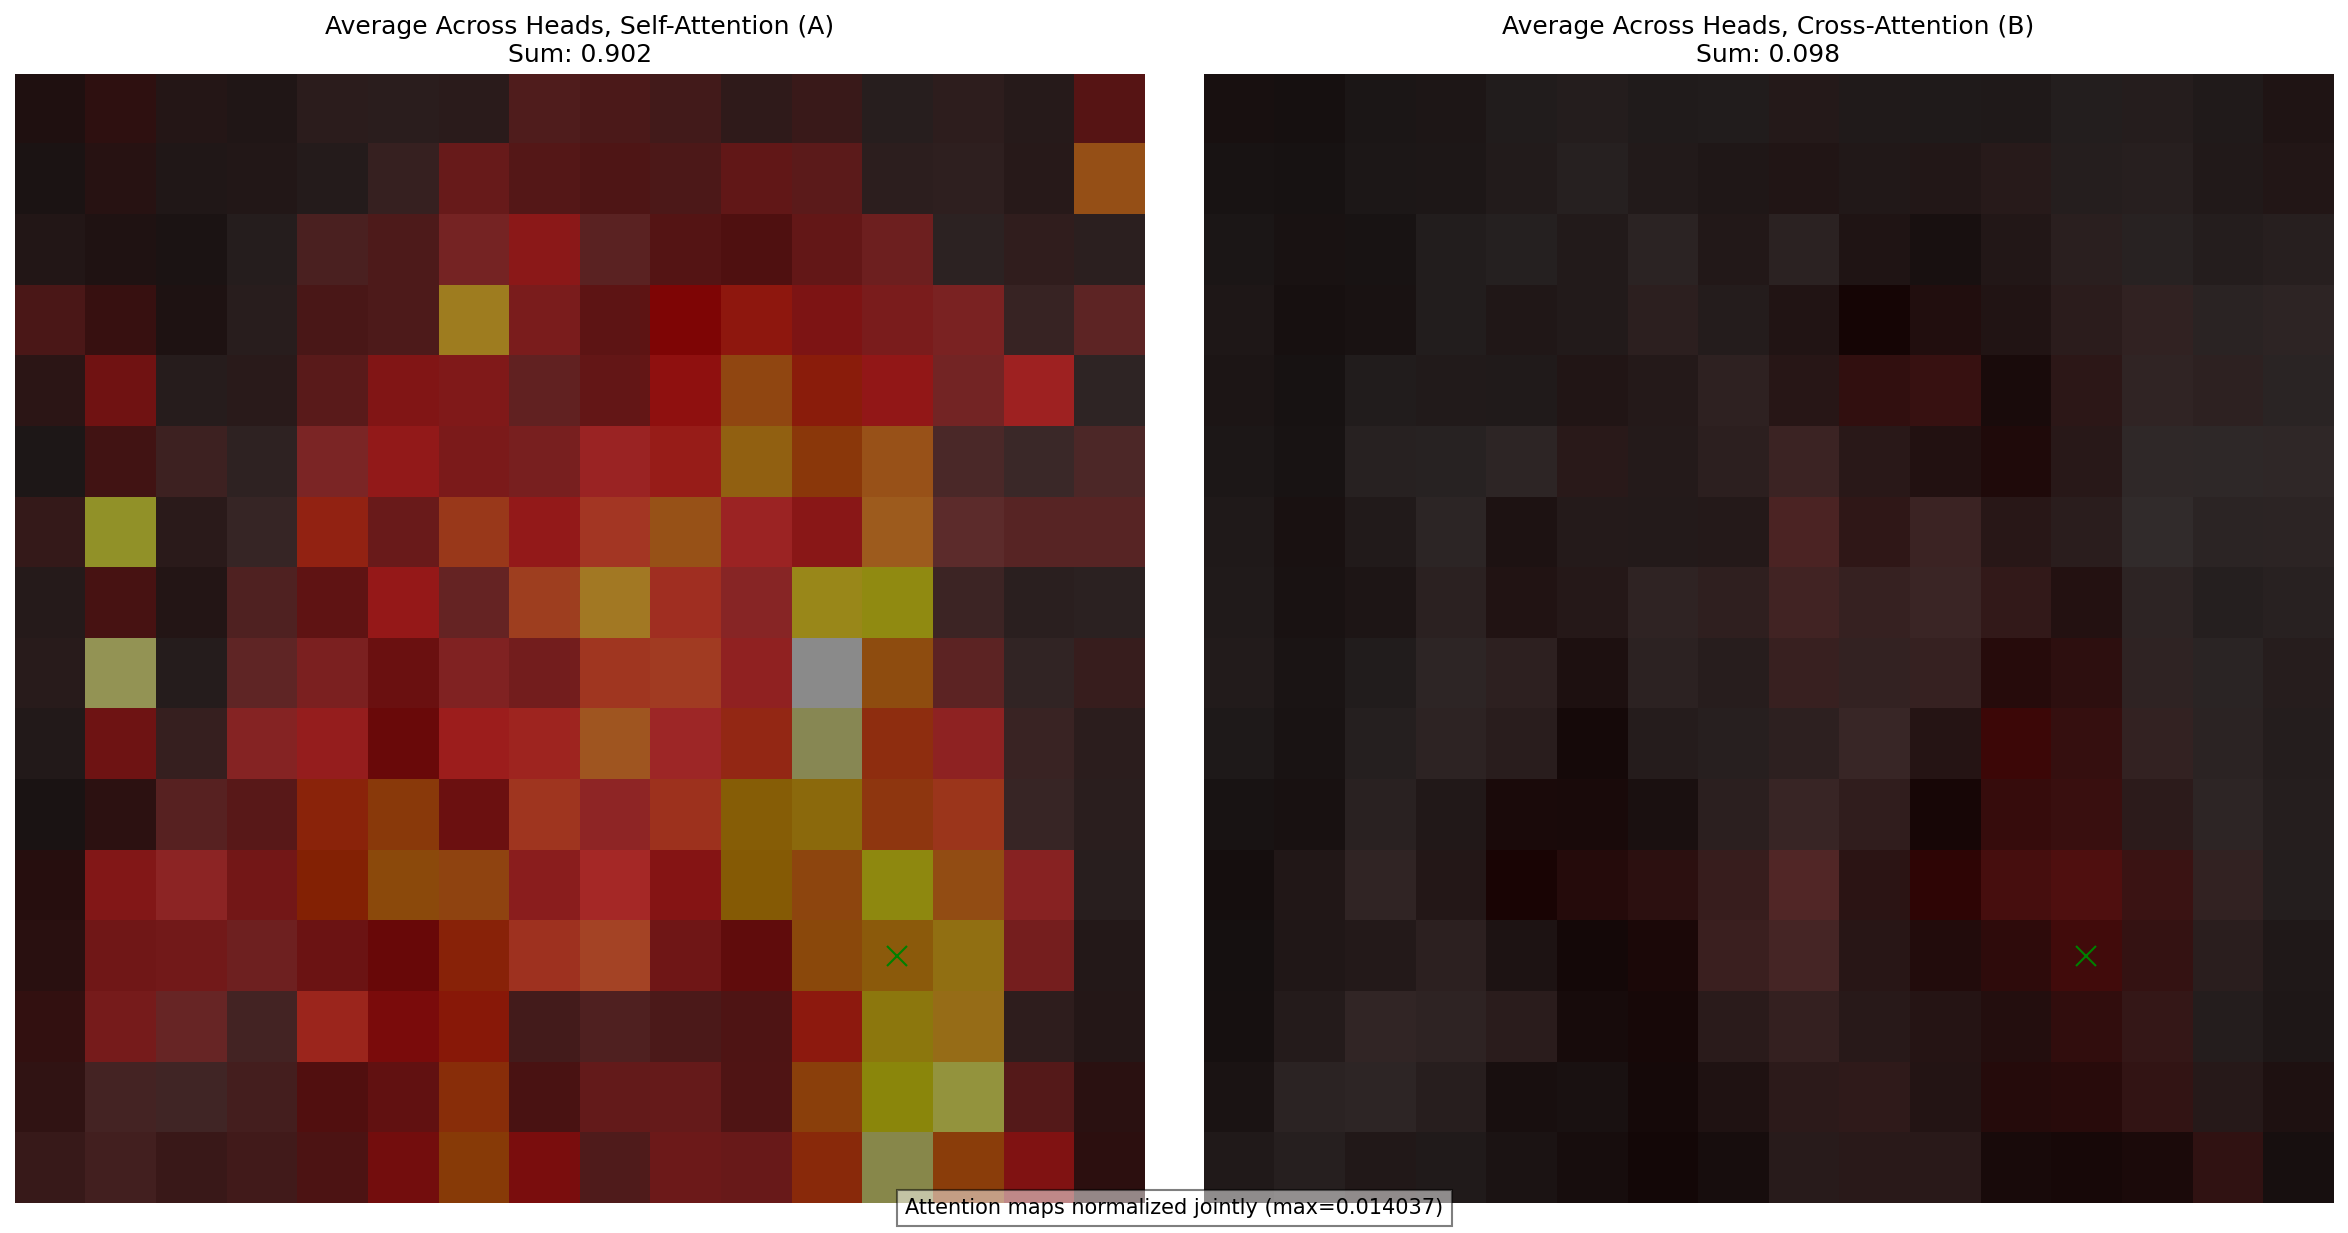 Average Across Heads, Self-Attention (A)
Sum: 0.902
Average Across Heads, Cross-Attention (B)
Sum: 0.098
Attention maps normalized jointly (max=0.014037)